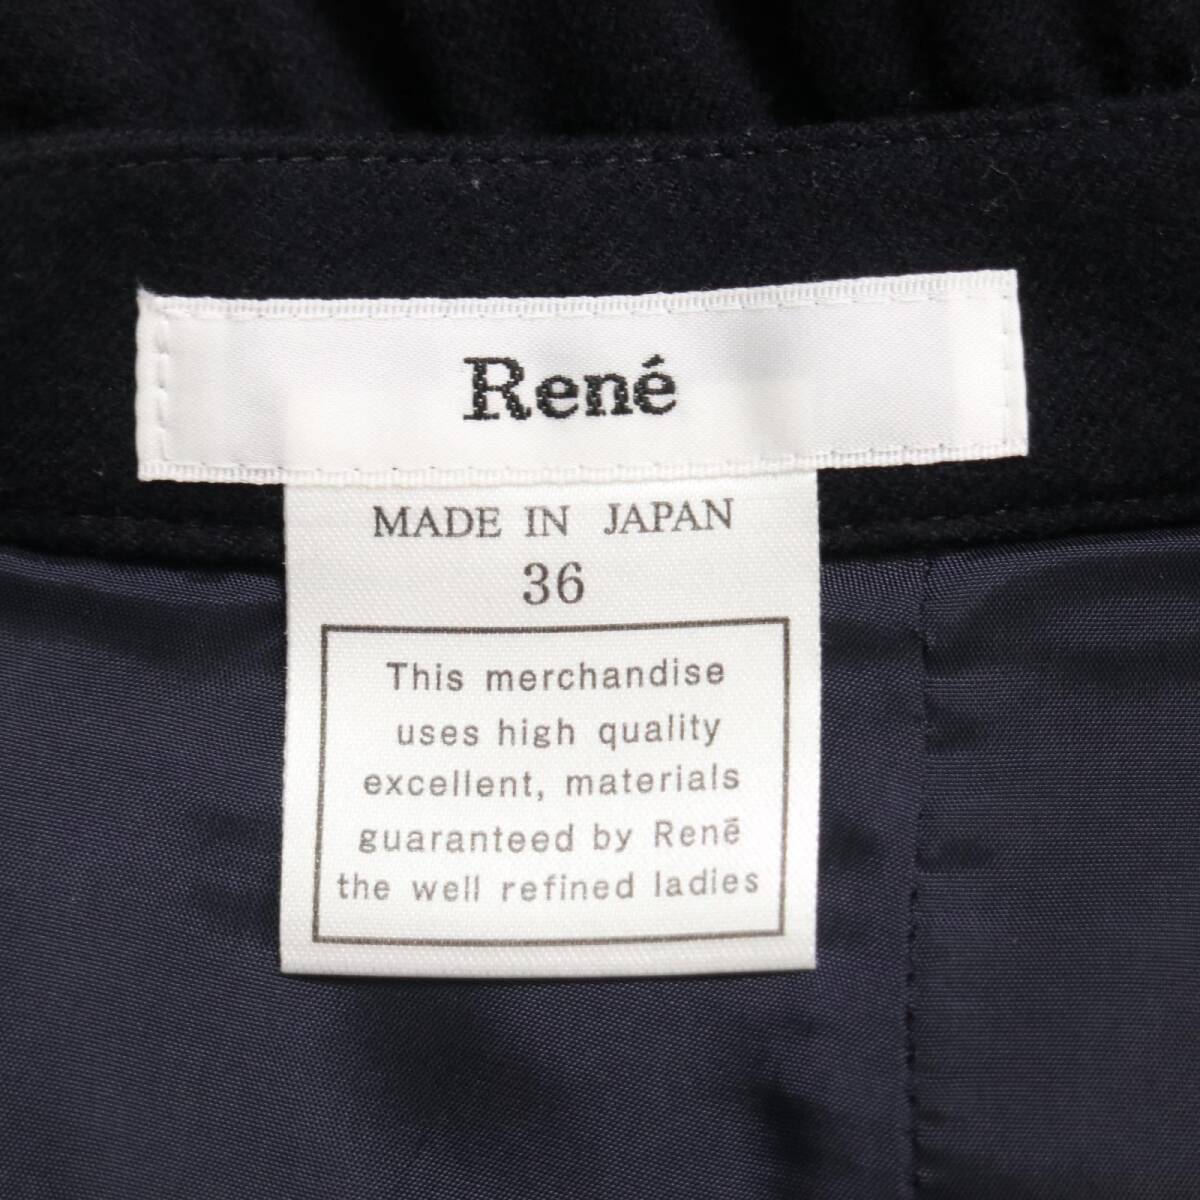 René
MADE IN JAPAN
36
This merchandise
uses high quality
excellent, materials
guaranteed by Renē
the well refined ladies